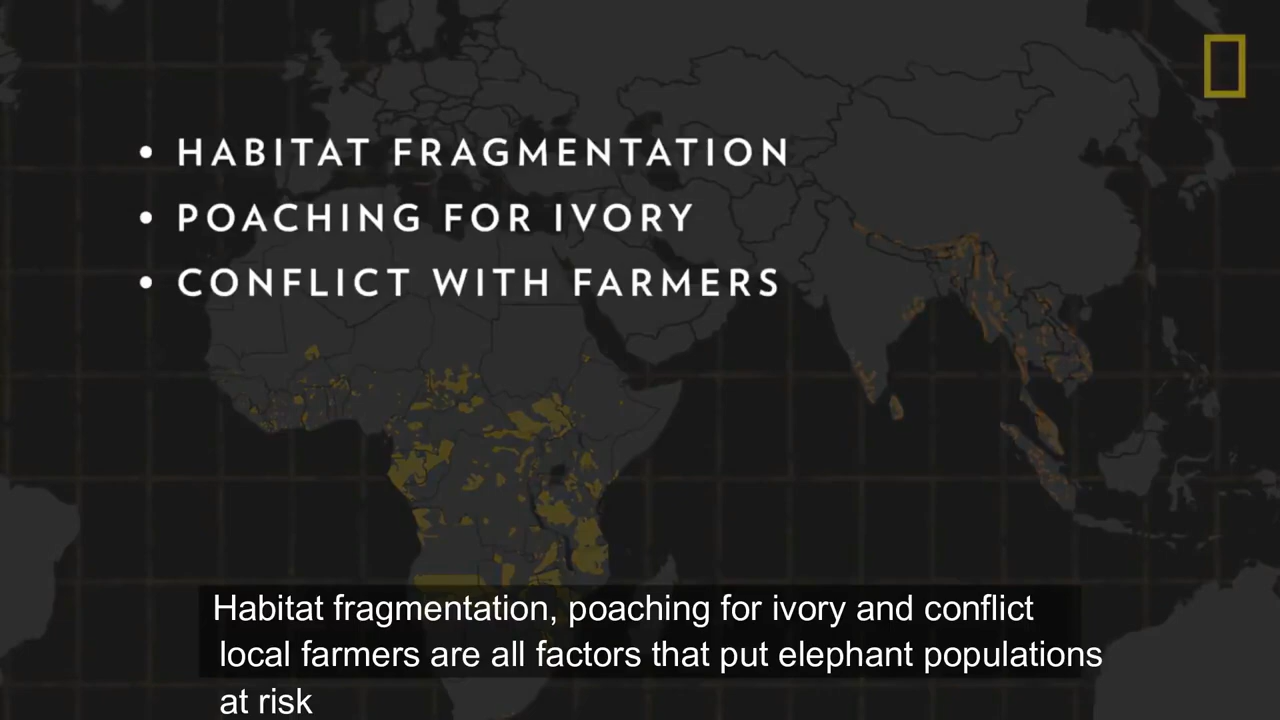 • HABITAT FRAGMENTATION
• POACHING FOR IVORY
• CONFLICT WITH FARMERS
Habitat fragmentation, poaching for ivory and conflict
local farmers are all factors that put elephant populations
at risk